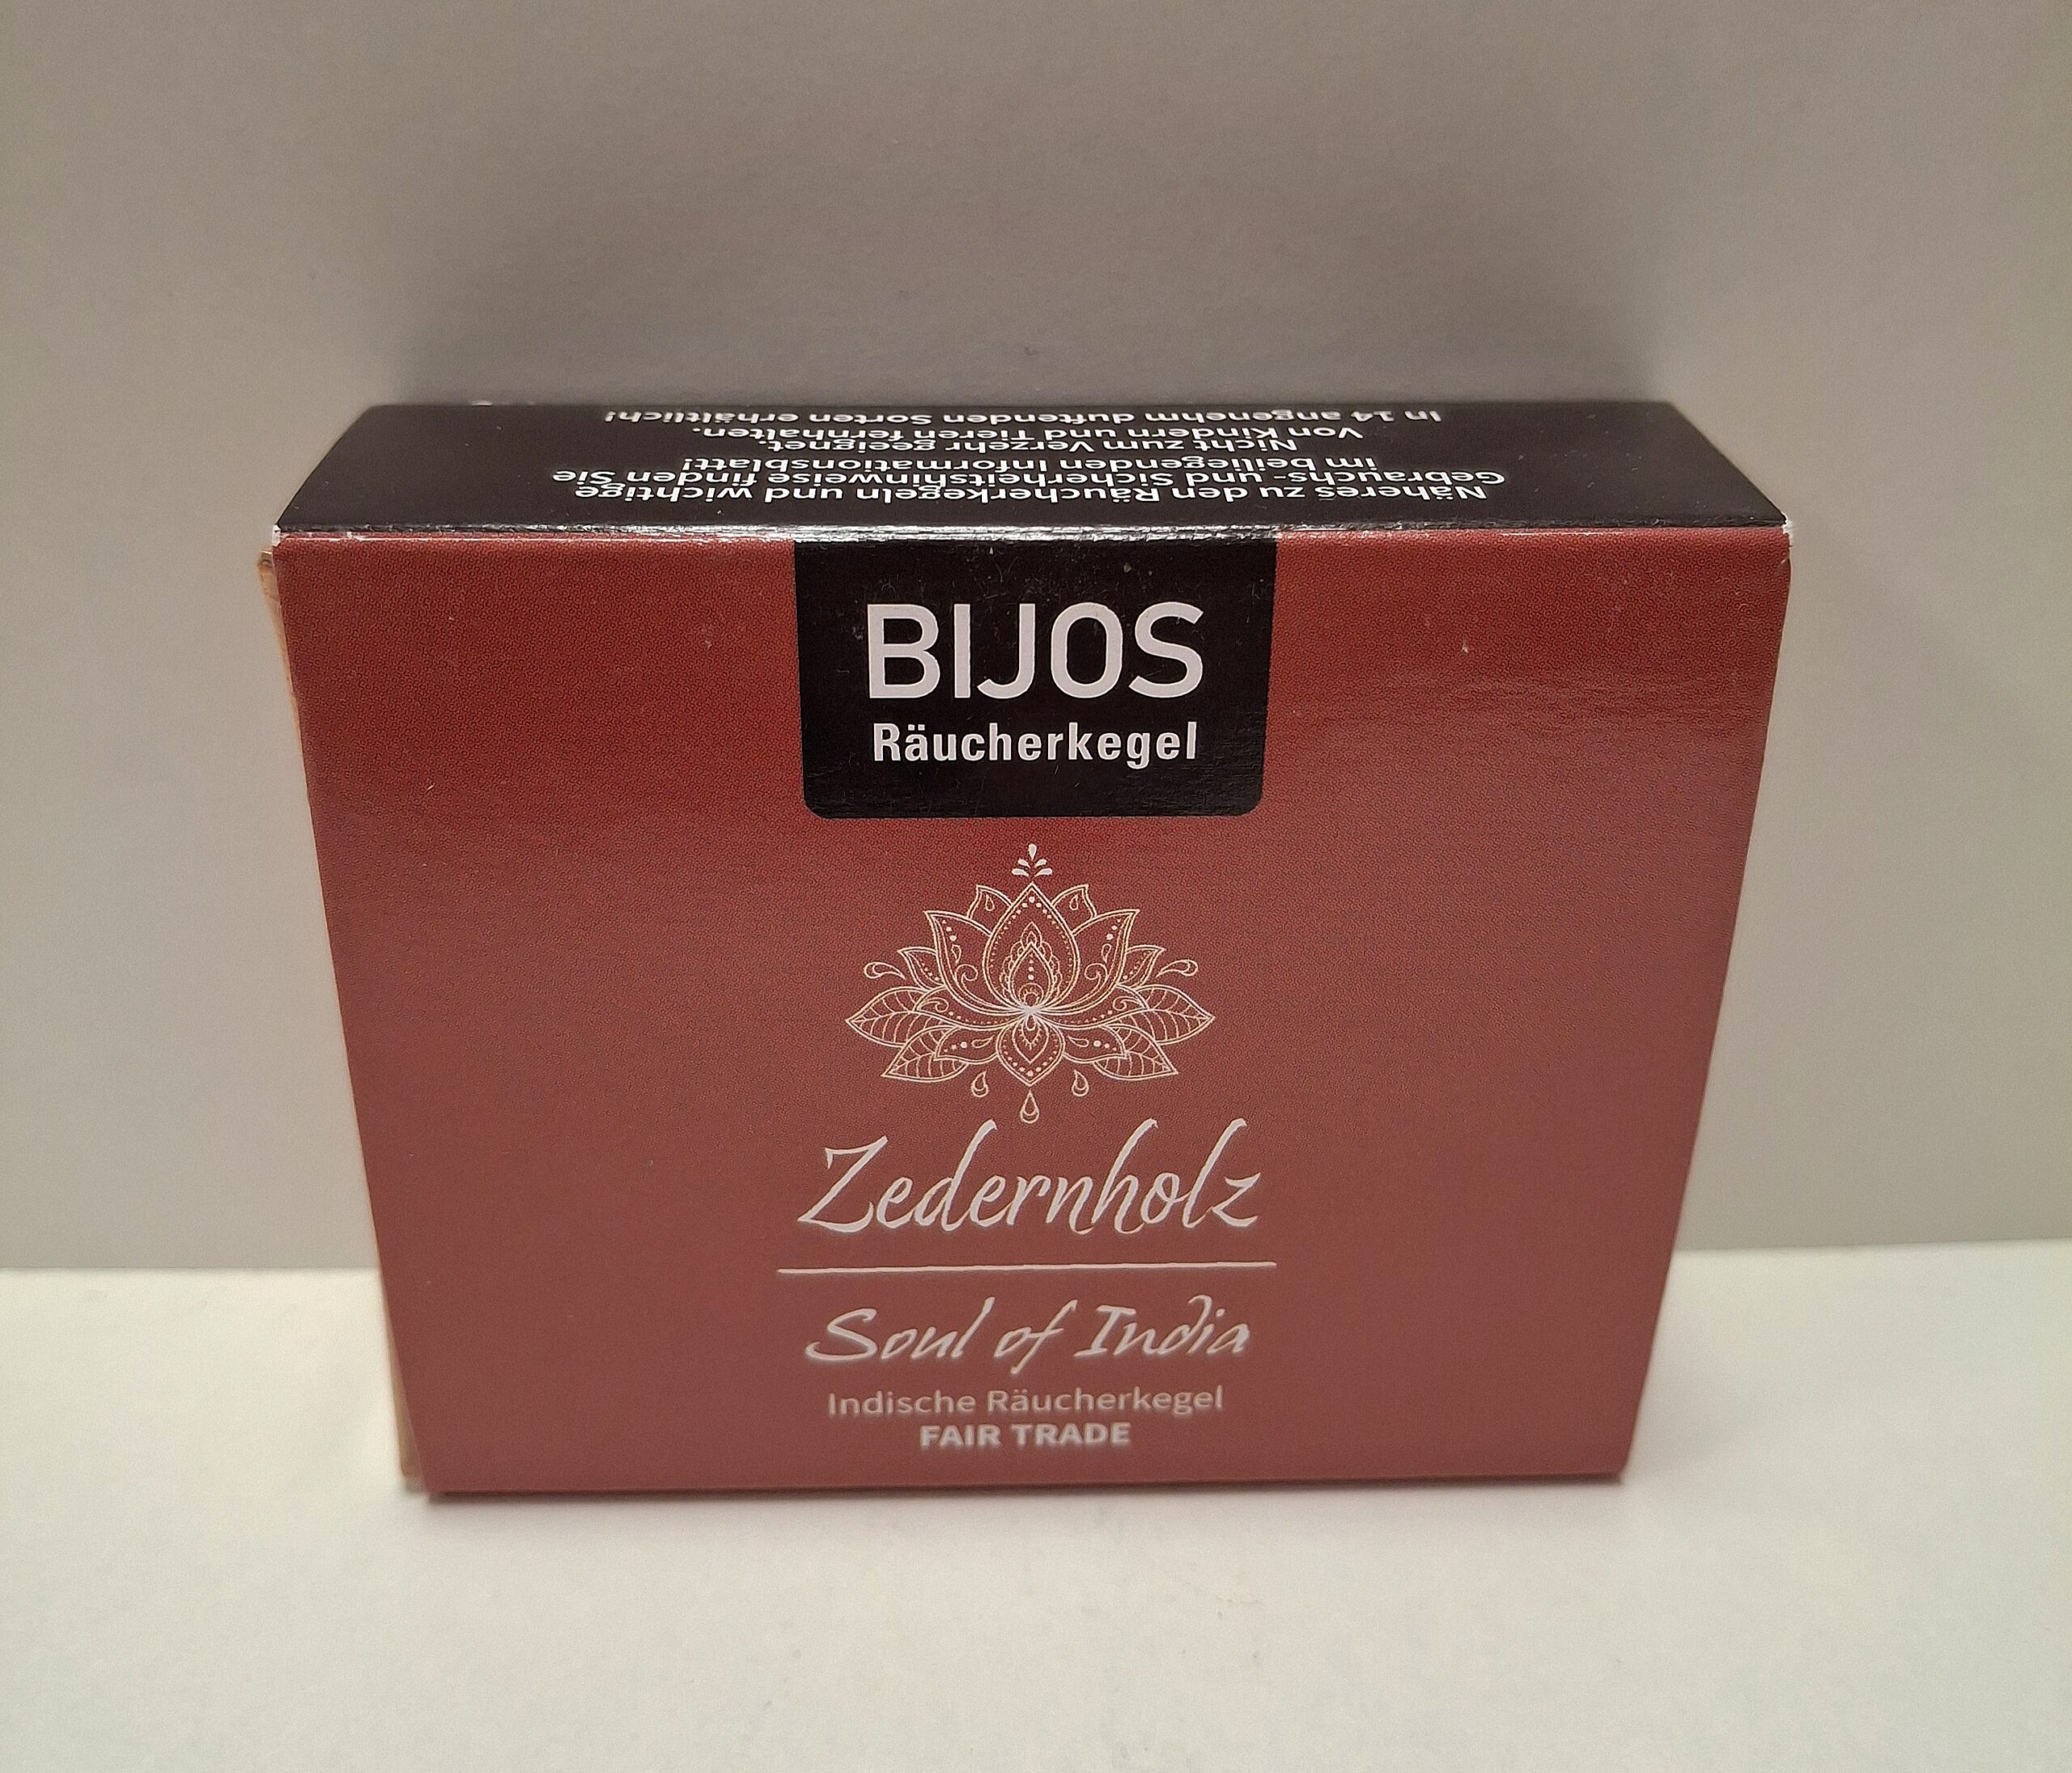 Näheres zu den Räucherkegeln und wichtige
Gebrauchs- und Sicherheitshinweise finden Sie
im beiliegenden Informationsblatt!
Nicht zum Verzehr geeignet.
Von Kindern und Tieren fernhalten.
In 14 angenehm duftenden Sorten erhältlich!
BIJOS
Räucherkegel
Zedernholz
Soul of India
Indische Räucherkegel
FAIR TRADE